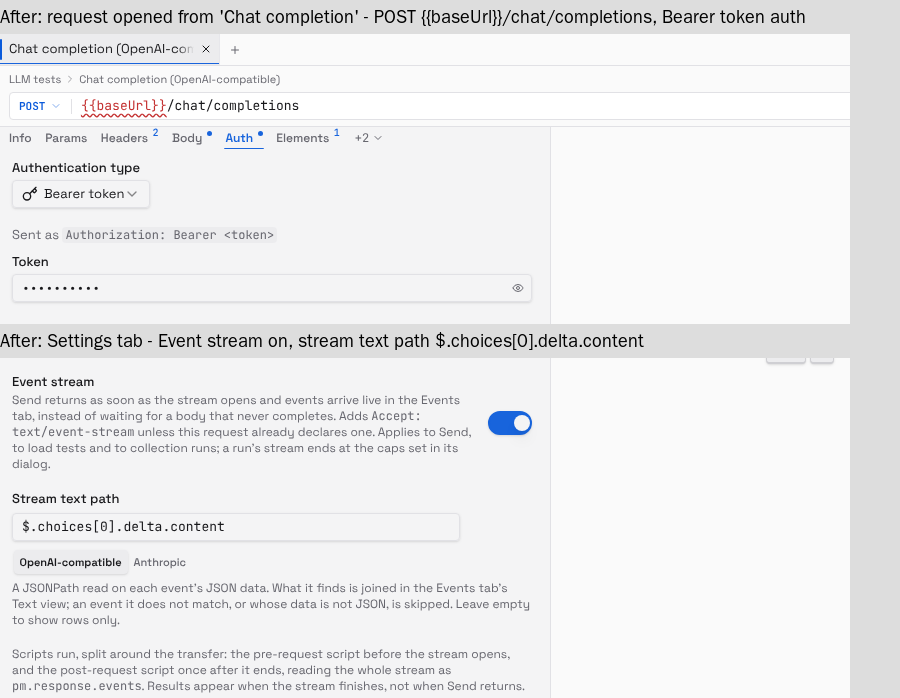 After: request opened from 'Chat completion' - POST {{baseUrl}}/chat/completions, Bearer token auth
Chat completion (OpenAI-con × +
LLM tests > Chat completion (OpenAI-compatible)
POST {{baseUrl}}/chat/completions
Info Params Headers 2 Body Auth Elements 1 +2
Authentication type
Bearer token
Sent as Authorization: Bearer <token>
Token
••••••••••
After: Settings tab - Event stream on, stream text path $.choices[0].delta.content
Event stream
Send returns as soon as the stream opens and events arrive live in the Events
tab, instead of waiting for a body that never completes. Adds Accept:
text/event-stream unless this request already declares one. Applies to Send,
to load tests and to collection runs; a run's stream ends at the caps set in its
dialog.
Stream text path
$.choices[0].delta.content
OpenAI-compatible Anthropic
A JSONPath read on each event's JSON data. What it finds is joined in the Events tab's
Text view; an event it does not match, or whose data is not JSON, is skipped. Leave empty
to show rows only.
Scripts run, split around the transfer: the pre-request script before the stream opens,
and the post-request script once after it ends, reading the whole stream as
pm.response.events. Results appear when the stream finishes, not when Send returns.